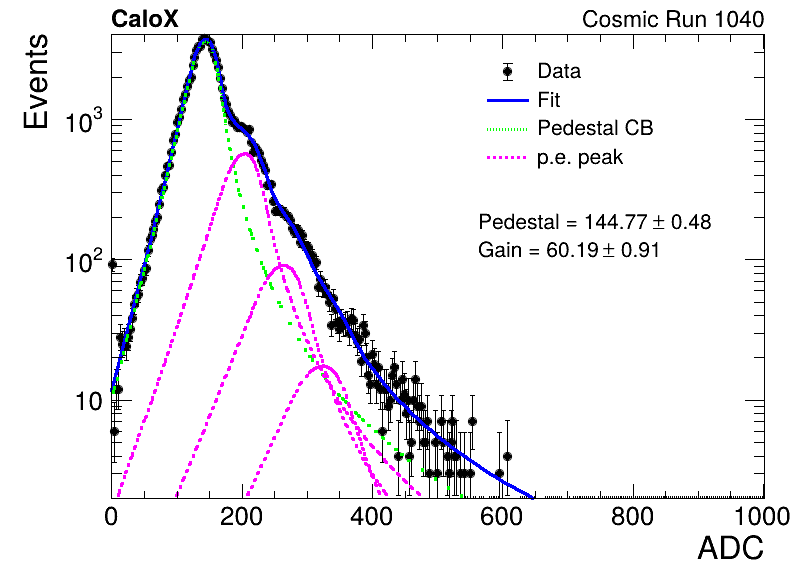 CaloX Cosmic Run 1040
Events
Data
Fit
Pedestal CB
p.e. peak
Pedestal = 144.77 ± 0.48
Gain = 60.19 ± 0.91
10³
10²
10
0 200 400 600 800 1000
ADC